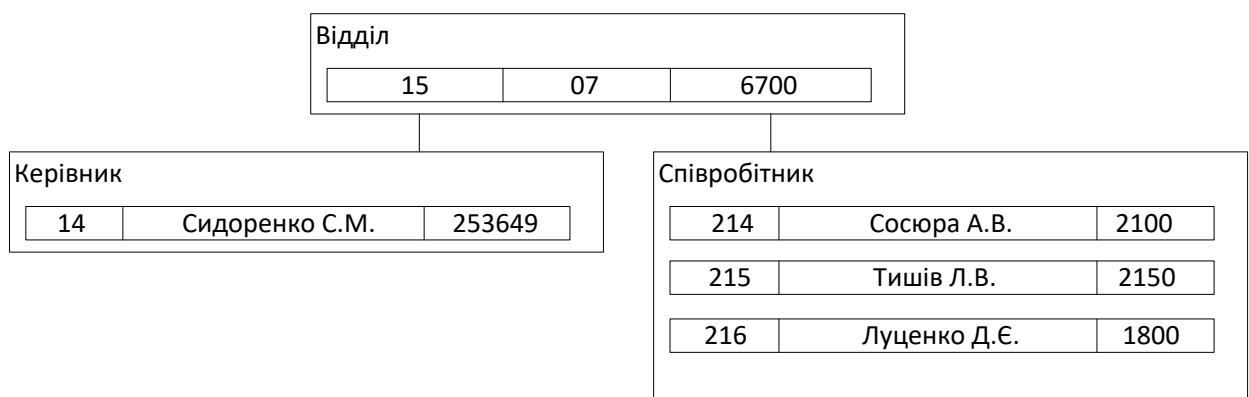 Відділ
15 07 6700
Керівник
14 Сидоренко С.М. 253649
Співробітник
214 Сосюра А.В. 2100
215 Тишів Л.В. 2150
216 Луценко Д.Є. 1800